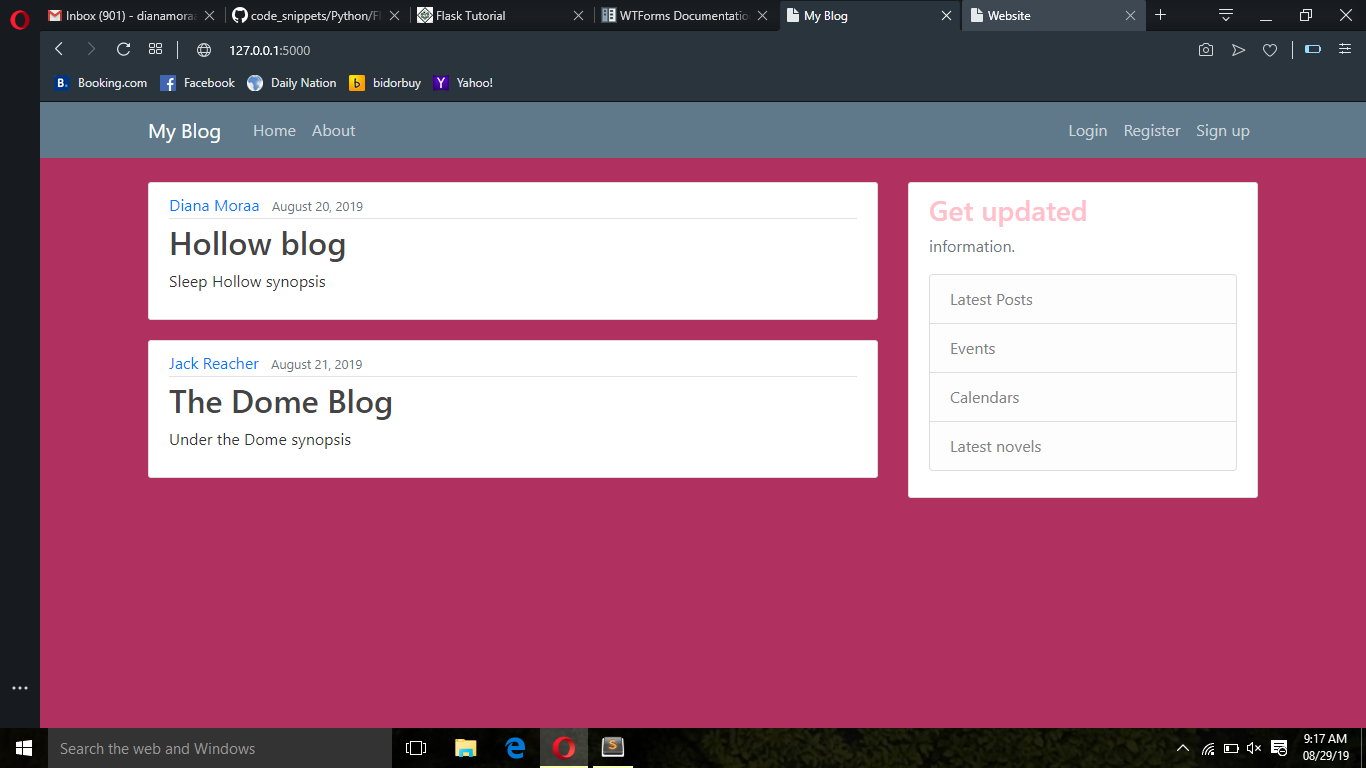 Inbox (901) - dianamora
code_snippets/Python/Fl
Flask Tutorial
WTForms Documentatio
My Blog
Website
127.0.0.1:5000
B. Booking.com
Facebook
Daily Nation
b bidorbuy
Y Yahoo!
My Blog
Home
About
Login
Register
Sign up
Diana Moraa August 20, 2019
Hollow blog
Sleep Hollow synopsis
Jack Reacher August 21, 2019
The Dome Blog
Under the Dome synopsis
Get updated
information.
Latest Posts
Events
Calendars
Latest novels
Search the web and Windows
9:17 AM
08/29/19